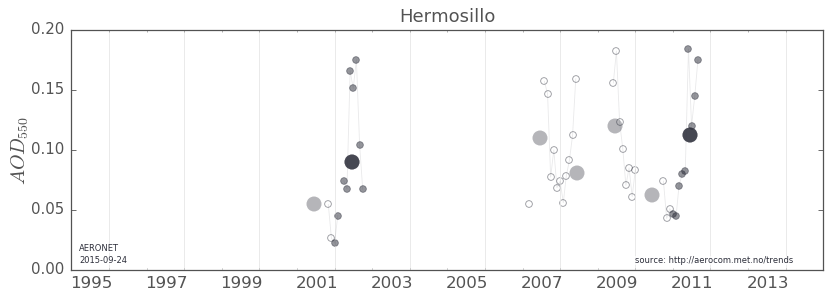 Hermosillo
0.20
0.15
0.10
0.05
0.00
AOD550
AERONET
2015-09-24
source: http://aerocom.met.no/trends
1995 1997 1999 2001 2003 2005 2007 2009 2011 2013